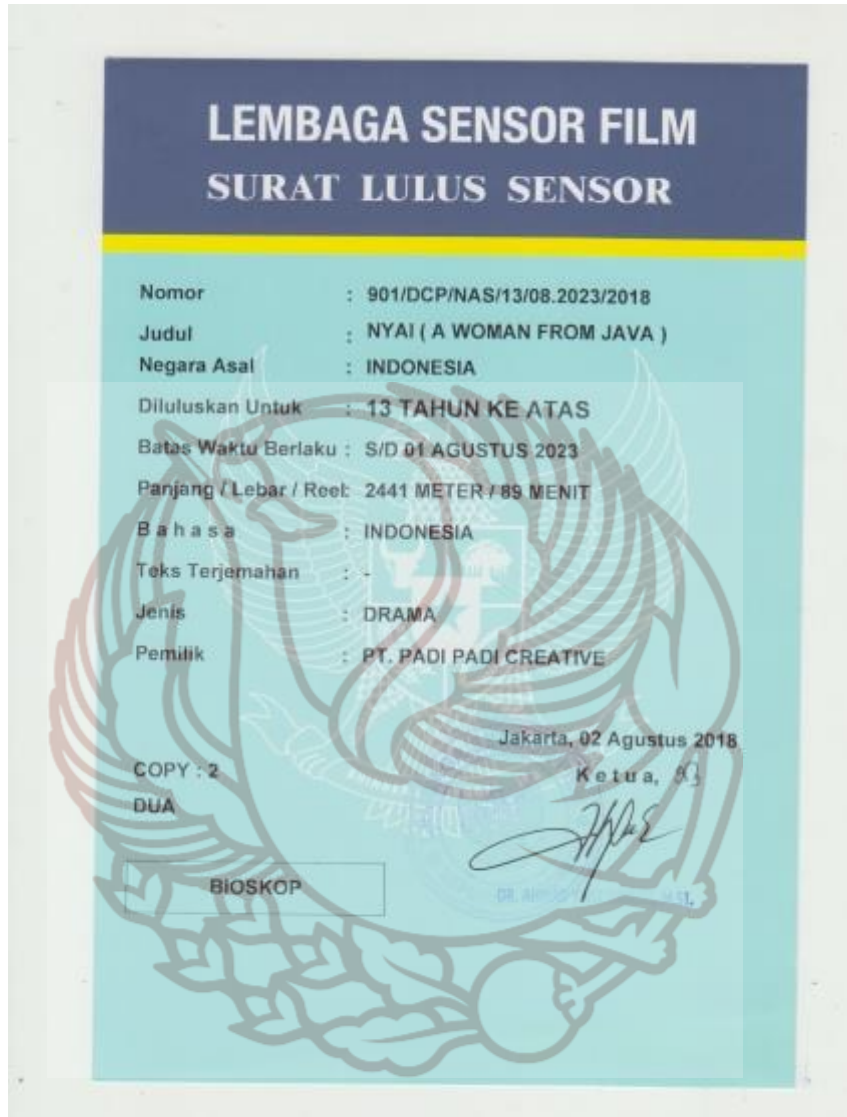 LEMBAGA SENSOR FILM
SURAT LULUS SENSOR
Nomor : 901/DCP/NAS/13/08.2023/2018
Judul : NYAI ( A WOMAN FROM JAVA )
Negara Asal : INDONESIA
Diluluskan Untuk : 13 TAHUN KE ATAS
Batas Waktu Berlaku : S/D 01 AGUSTUS 2023
Panjang / Lebar / Reel: 2441 METER / 89 MENIT
B a h a s a : INDONESIA
Teks Terjemahan : -
Jenis : DRAMA
Pemilik : PT. PADI PADI CREATIVE
Jakarta, 02 Agustus 2018
COPY : 2
K e t u a,
DUA
BIOSKOP
DR.